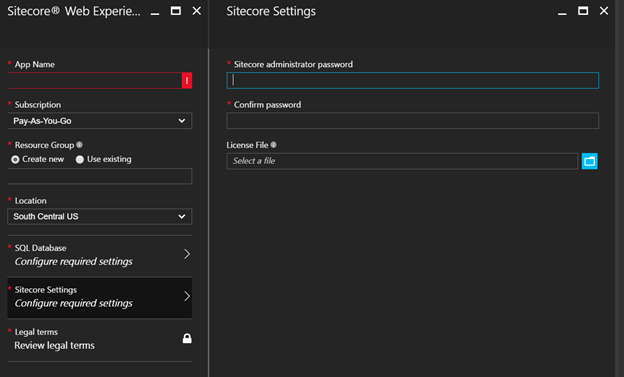 Sitecore® Web Experie...
* App Name
!
* Subscription
Pay-As-You-Go
* Resource Group
Create new Use existing
* Location
South Central US
* SQL Database
Configure required settings
* Sitecore Settings
Configure required settings
* Legal terms
Review legal terms
Sitecore Settings
* Sitecore administrator password
* Confirm password
License File
Select a file